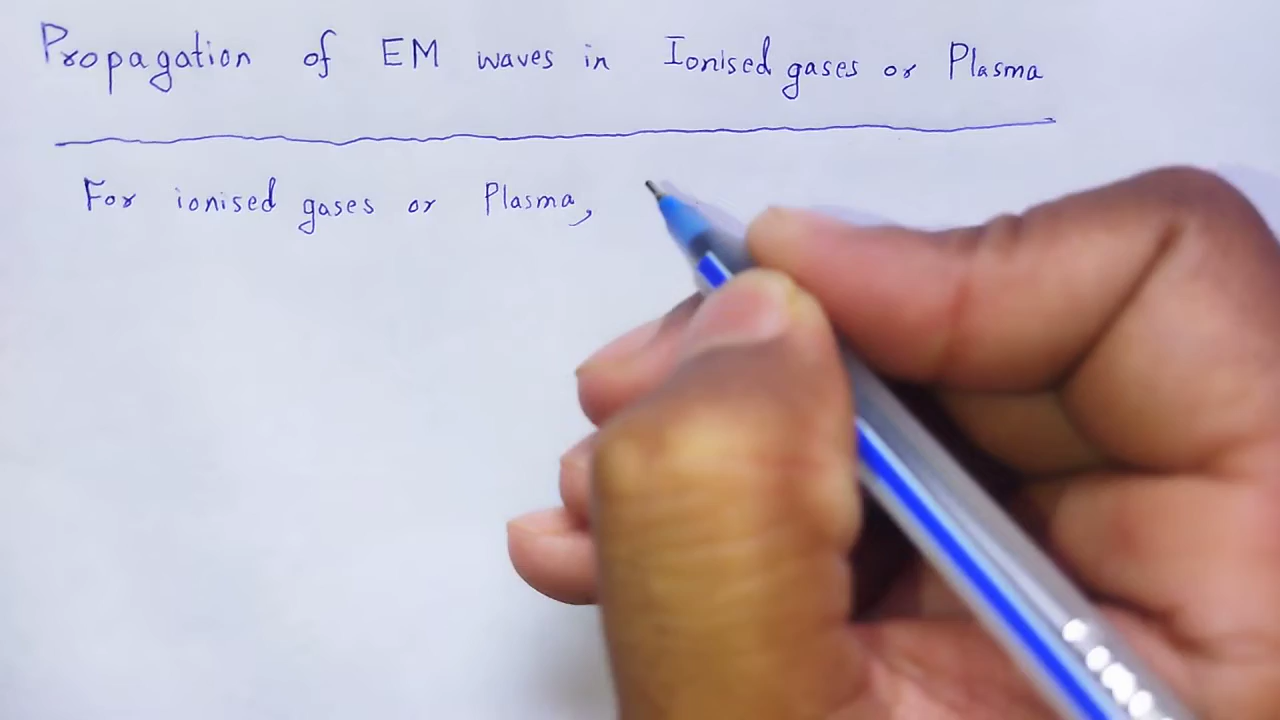 Propagation of EM waves in Ionised gases or Plasma
For ionised gases or Plasma,